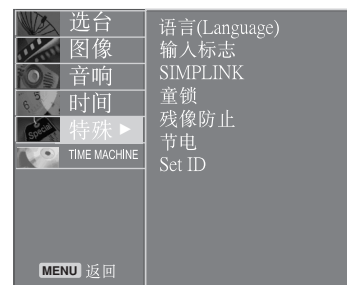 选台
图像
音响
时间
特殊 ►
TIME MACHINE
MENU 返回
语言(Language)
输入标志
SIMPLINK
童锁
残像防止
节电
Set ID